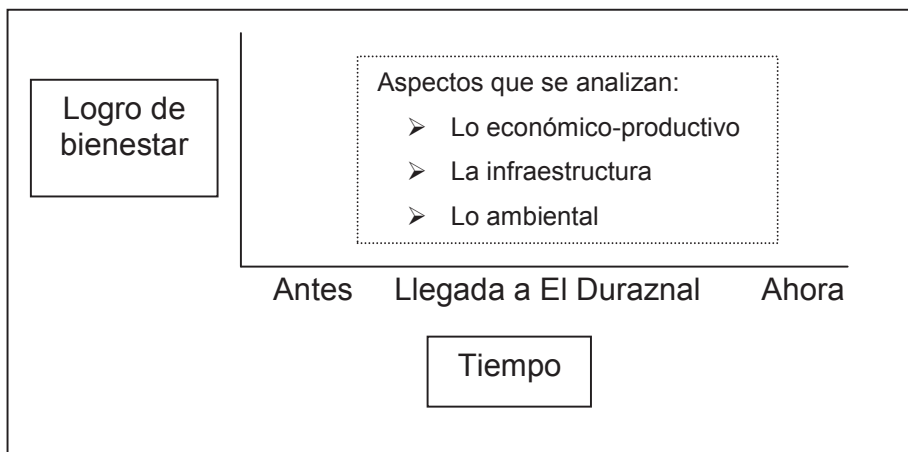 Logro de
bienestar
Aspectos que se analizan:
➢ Lo económico-productivo
➢ La infraestructura
➢ Lo ambiental
Antes Llegada a El Duraznal Ahora
Tiempo